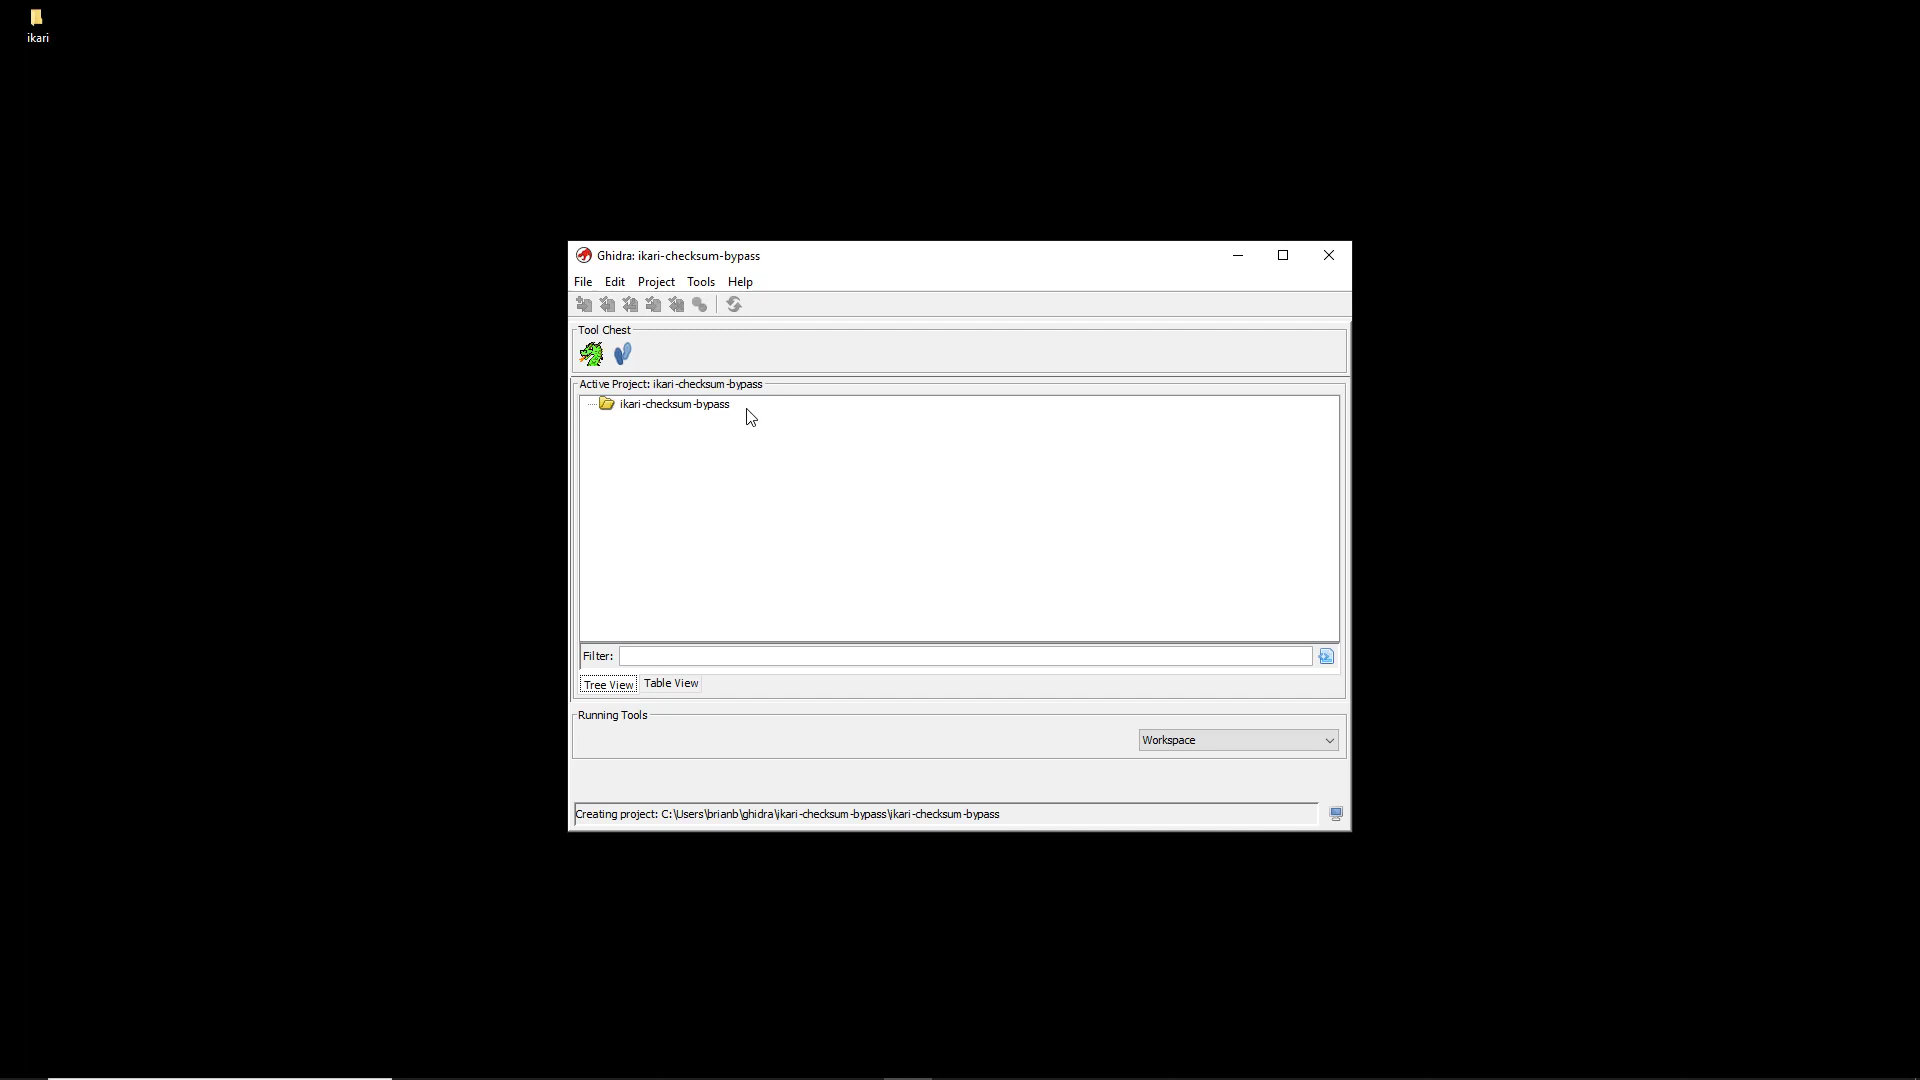 ikari
Ghidra: ikari-checksum-bypass
File Edit Project Tools Help
Tool Chest
Active Project: ikari-checksum-bypass
ikari-checksum-bypass
Filter:
Tree View Table View
Running Tools
Workspace
Creating project: C:\Users\brianb\ghidra\ikari-checksum-bypass\ikari-checksum-bypass